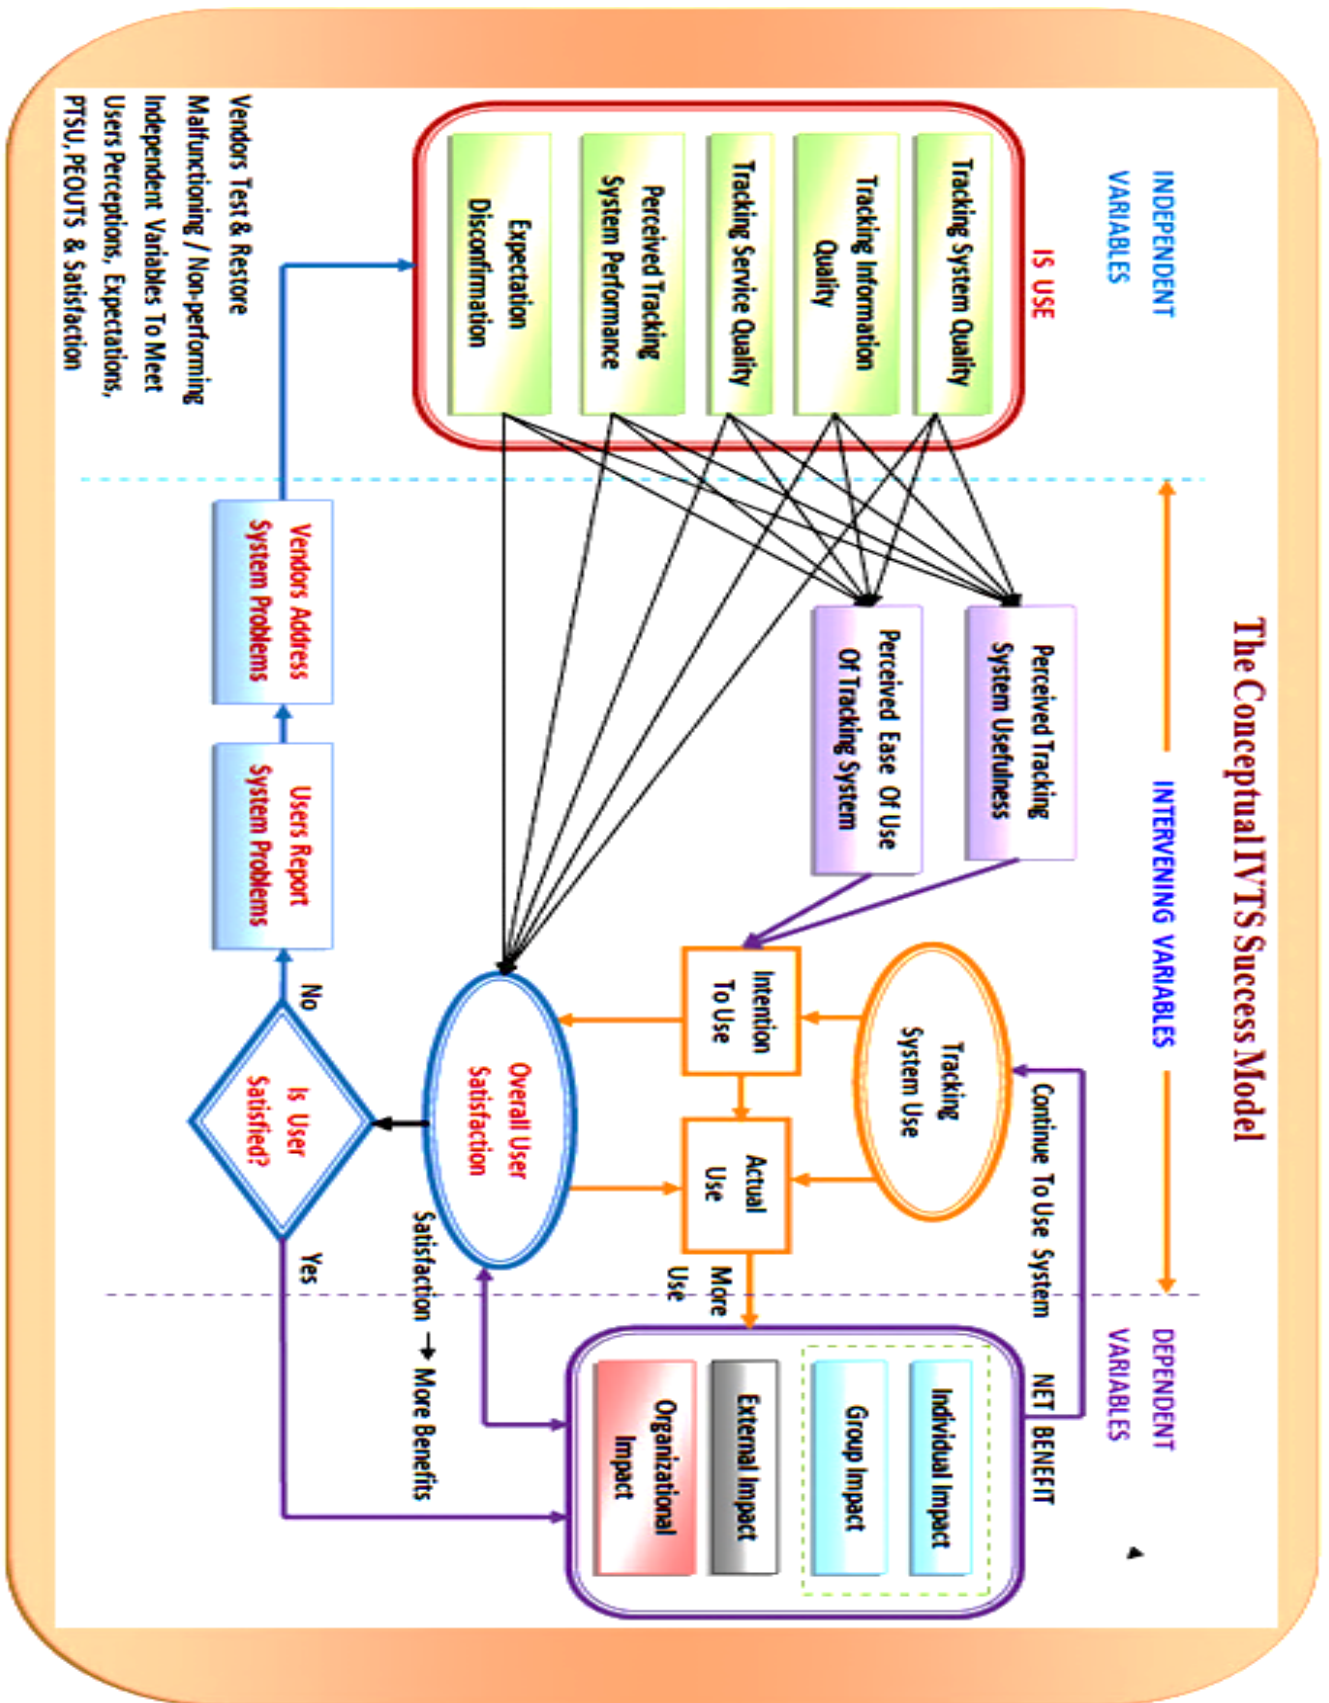 The Conceptual IVTS Success Model
INDEPENDENT
VARIABLES
INTERVENING VARIABLES
DEPENDENT
VARIABLES
IS USE
Tracking System Quality
Tracking Information
Quality
Tracking Service Quality
Perceived Tracking
System Performance
Expectation
Disconfirmation
Perceived Tracking
System Usefulness
Perceived Ease Of Use
Of Tracking System
Tracking
System Use
Continue To Use System
Intention
To Use
Actual
Use
More
Use
NET BENEFIT
Individual Impact
Group Impact
External Impact
Organizational
Impact
Overall User
Satisfaction
Satisfaction → More Benefits
Is User
Satisfied?
No
Yes
Users Report
System Problems
Vendors Address
System Problems
Vendors Test & Restore
Malfunctioning / Non-performing
Independent Variables To Meet
Users Perceptions, Expectations,
PTSU, PEOUTS & Satisfaction